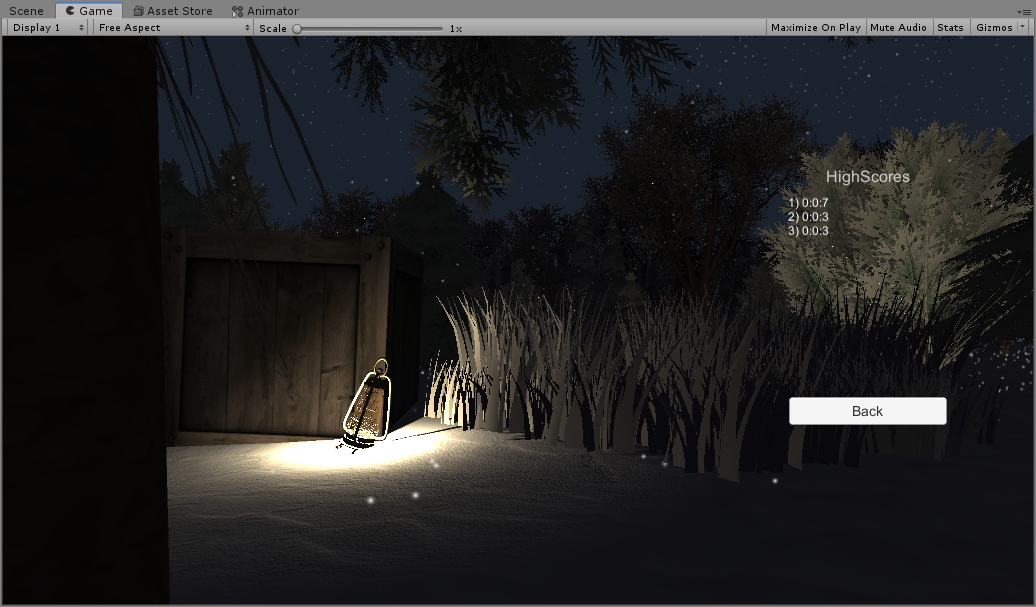 Scene Game Asset Store Animator
Display 1 Free Aspect Scale 1x Maximize On Play Mute Audio Stats Gizmos
HighScores
1) 0:0:7
2) 0:0:3
3) 0:0:3
Back